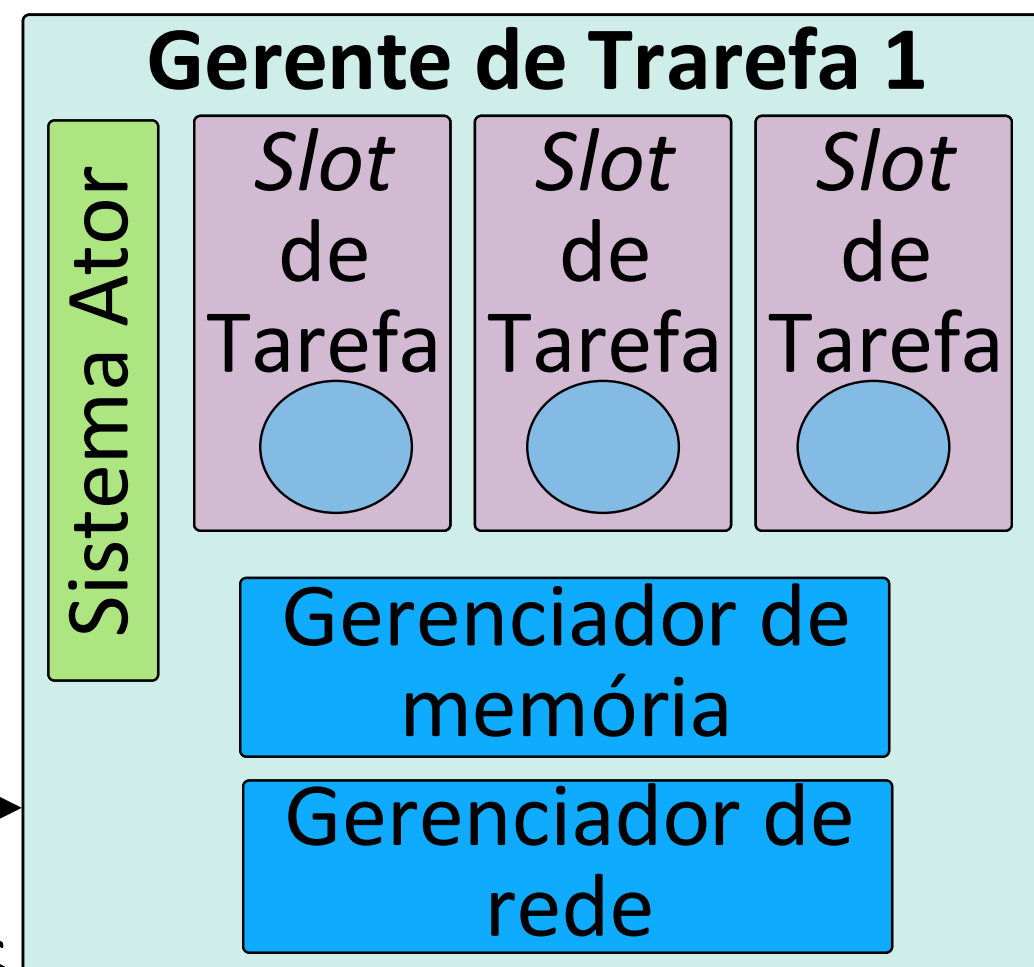 Gerente de Trarefa 1
Sistema Ator
Slot
de
Tarefa
Slot
de
Tarefa
Slot
de
Tarefa
Gerenciador de
memória
Gerenciador de
rede